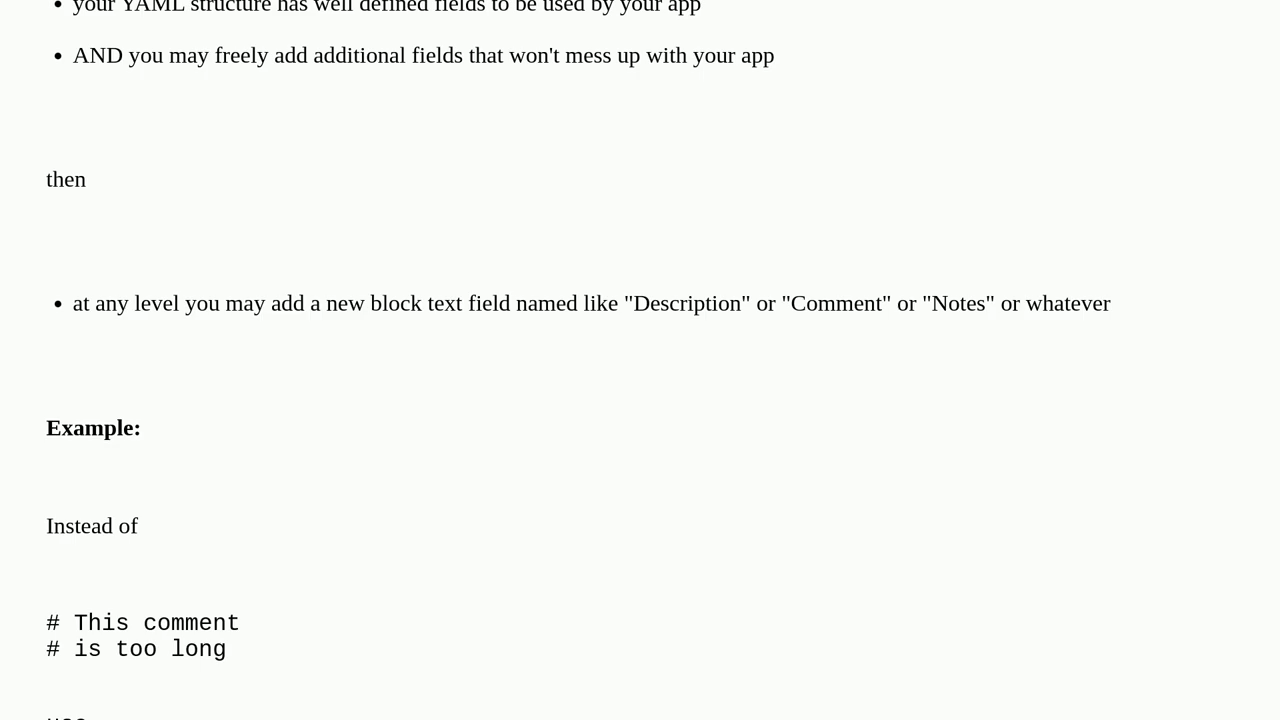 • your YAML structure has well defined fields to be used by your app
• AND you may freely add additional fields that won't mess up with your app
then
• at any level you may add a new block text field named like "Description" or "Comment" or "Notes" or whatever
Example:
Instead of
# This comment
# is too long